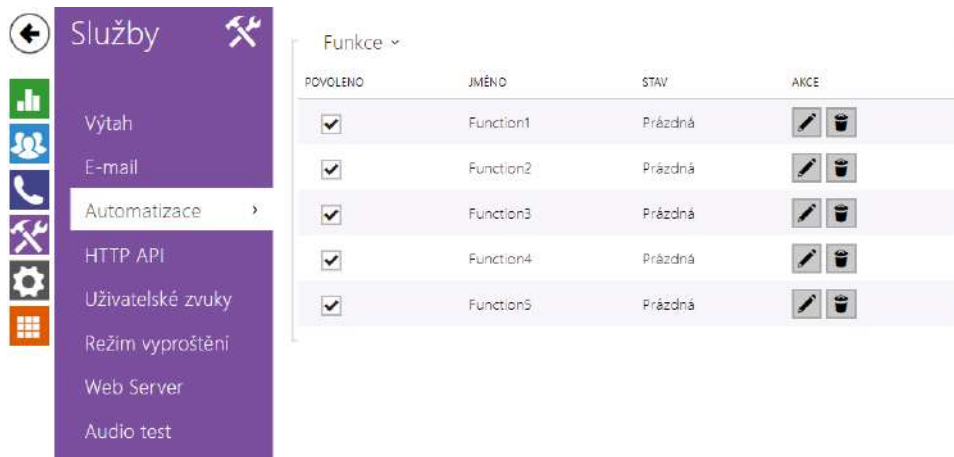 Služby
Výtah
E-mail
Automatizace
HTTP API
Uživatelské zvuky
Režim vyproštění
Web Server
Audio test
Funkce
POVOLENO JMÉNO STAV AKCE
Function1 Prázdná
Function2 Prázdná
Function3 Prázdná
Function4 Prázdná
Function5 Prázdná